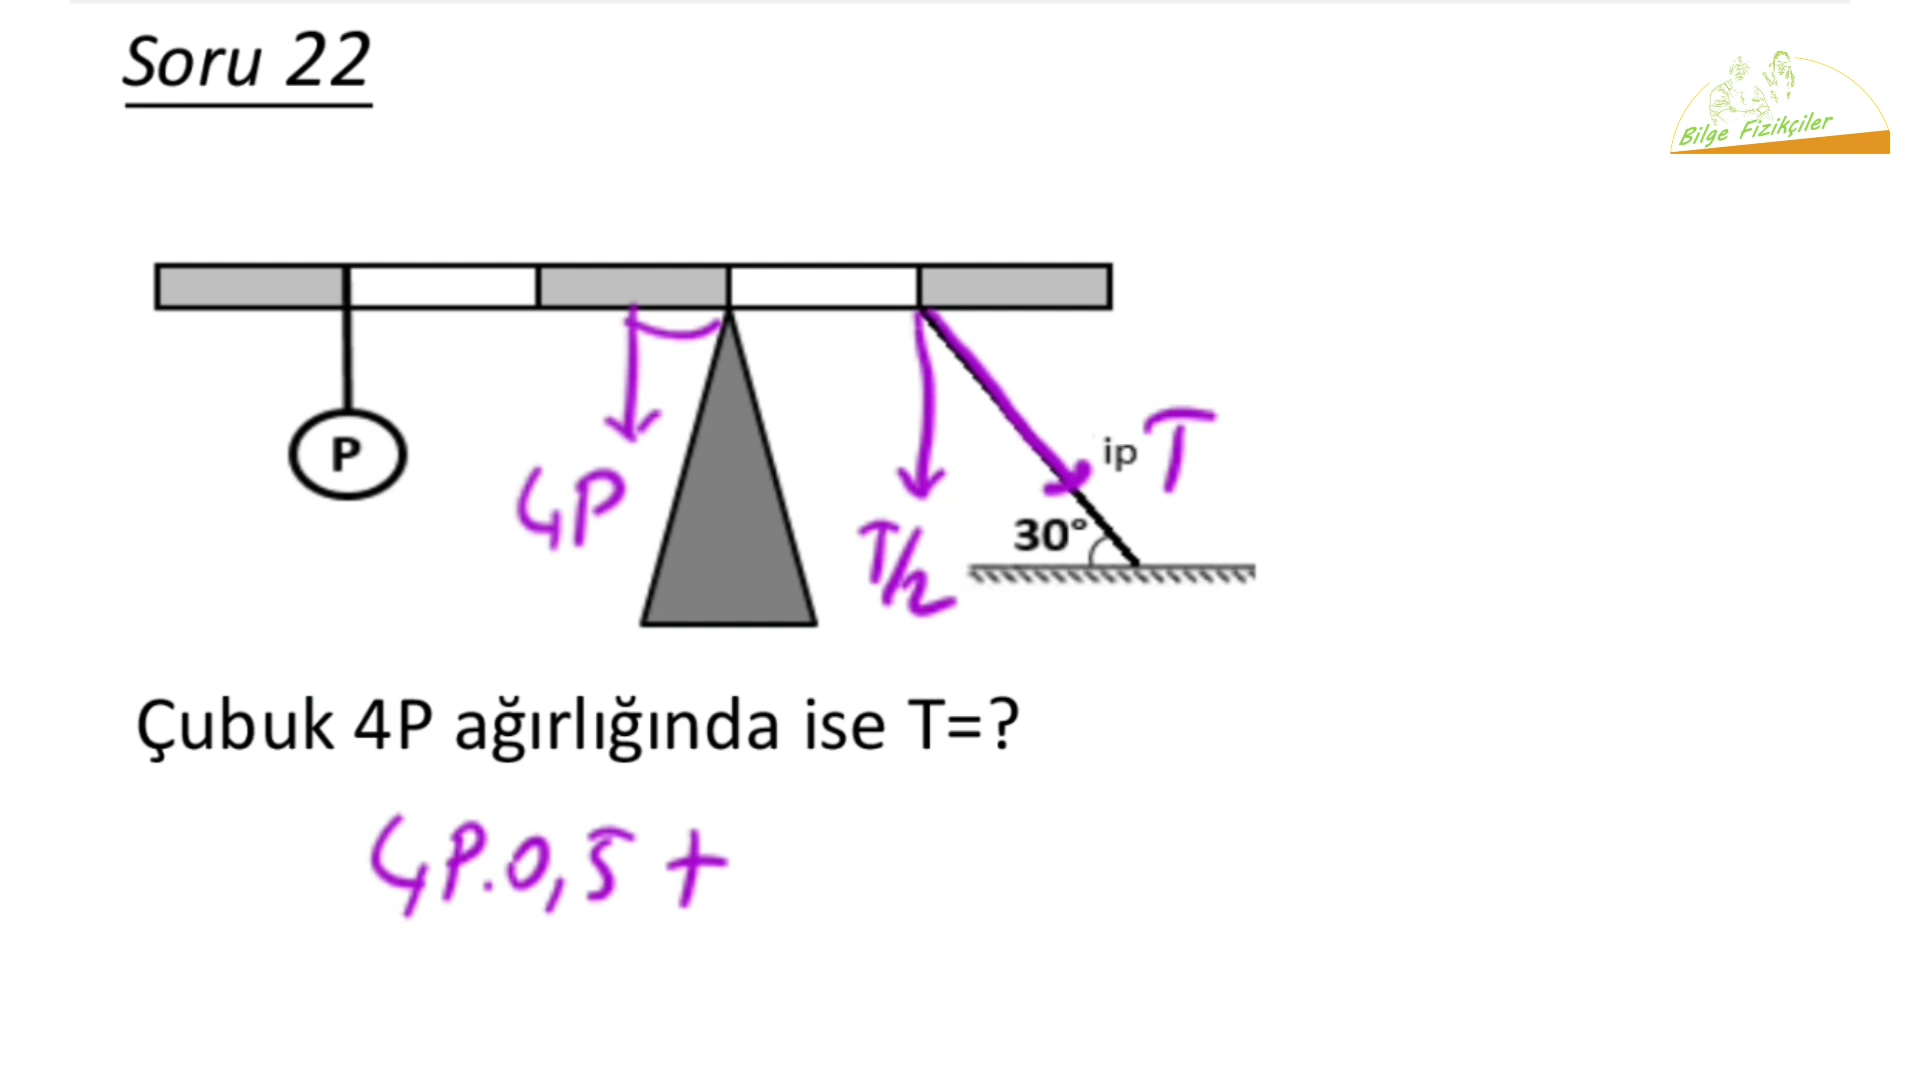 Soru 22
Bilge Fizikçiler
P
4P
T/2
ip T
30°
Çubuk 4P ağırlığında ise T=?
4P.0,5 +